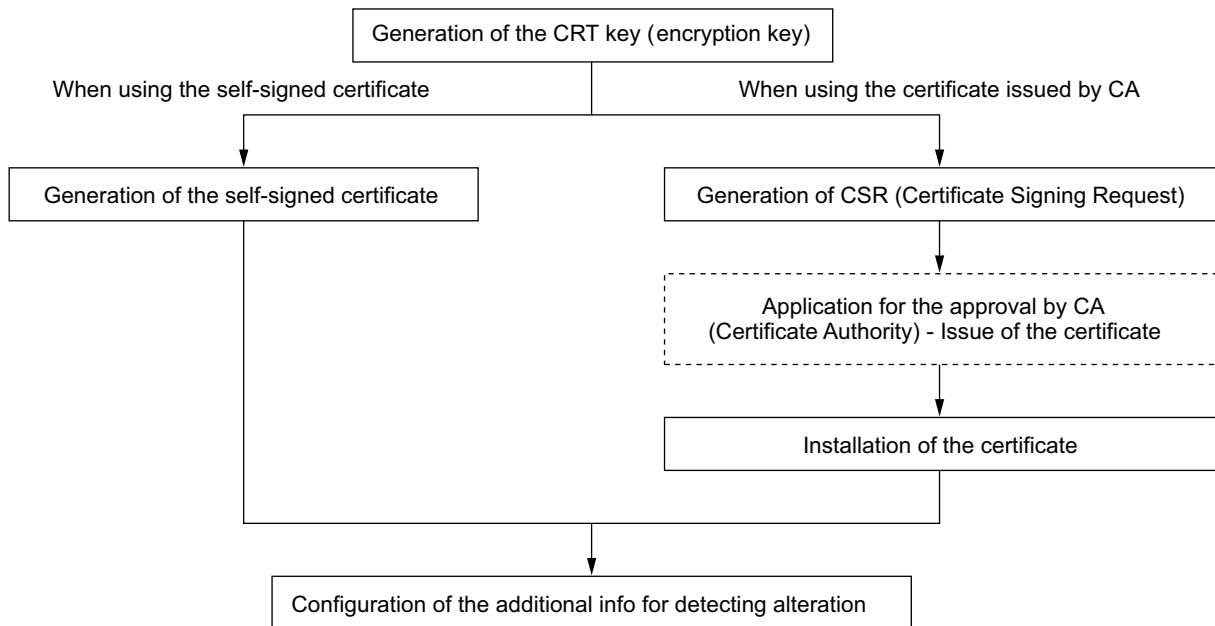 Generation of the CRT key (encryption key)
When using the self-signed certificate
When using the certificate issued by CA
Generation of the self-signed certificate
Generation of CSR (Certificate Signing Request)
Application for the approval by CA
(Certificate Authority) - Issue of the certificate
Installation of the certificate
Configuration of the additional info for detecting alteration